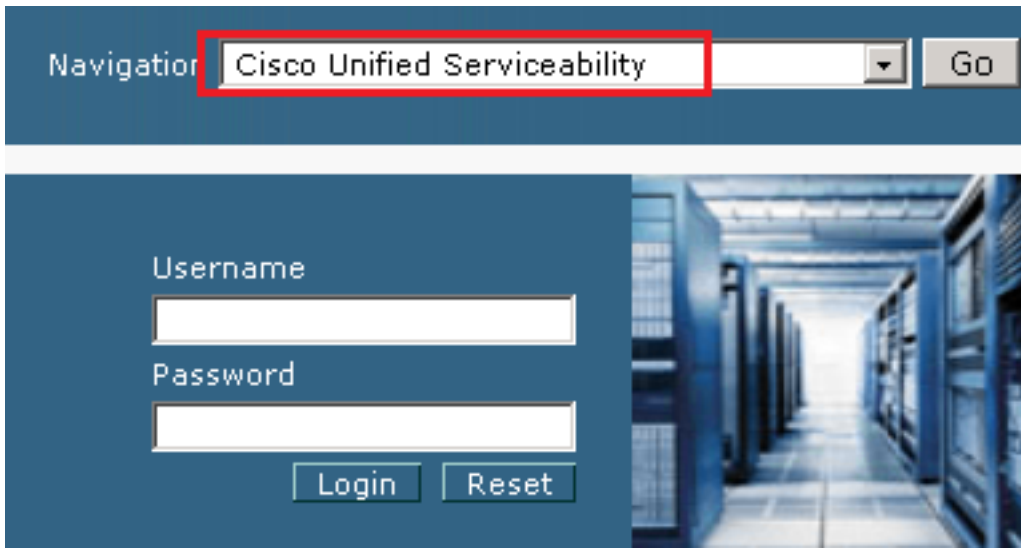 Navigation Cisco Unified Serviceability Go
Username
Password
Login Reset